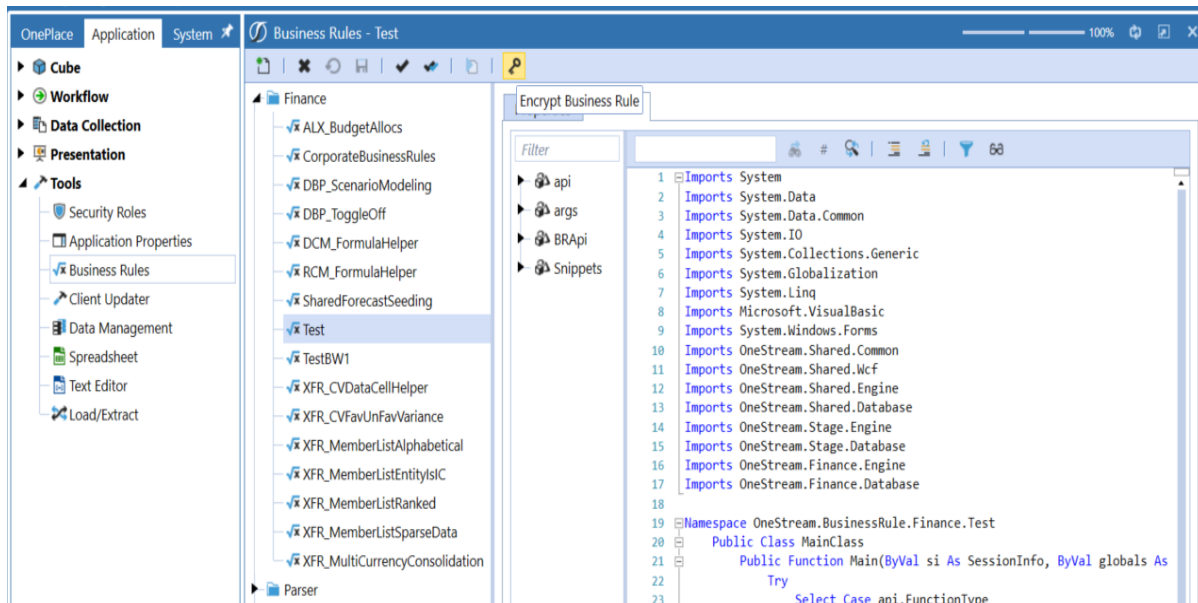 OnePlace Application System
Business Rules - Test
100%
Cube
Workflow
Data Collection
Presentation
Tools
Security Roles
Application Properties
Business Rules
Client Updater
Data Management
Spreadsheet
Text Editor
Load/Extract
Finance
ALX_BudgetAllocs
CorporateBusinessRules
DBP_ScenarioModeling
DBP_ToggleOff
DCM_FormulaHelper
RCM_FormulaHelper
SharedForecastSeeding
Test
TestBW1
XFR_CVDataCellHelper
XFR_CVFavUnFavVariance
XFR_MemberListAlphabetical
XFR_MemberListEntityIsIC
XFR_MemberListRanked
XFR_MemberListSparseData
XFR_MultiCurrencyConsolidation
Parser
Encrypt Business Rule
Filter
api
args
BRApi
Snippets
#
1 Imports System
2 Imports System.Data
3 Imports System.Data.Common
4 Imports System.IO
5 Imports System.Collections.Generic
6 Imports System.Globalization
7 Imports System.Linq
8 Imports Microsoft.VisualBasic
9 Imports System.Windows.Forms
10 Imports OneStream.Shared.Common
11 Imports OneStream.Shared.Wcf
12 Imports OneStream.Shared.Engine
13 Imports OneStream.Shared.Database
14 Imports OneStream.Stage.Engine
15 Imports OneStream.Stage.Database
16 Imports OneStream.Finance.Engine
17 Imports OneStream.Finance.Database
18
19 Namespace OneStream.BusinessRule.Finance.Test
20 Public Class MainClass
21 Public Function Main(ByVal si As SessionInfo, ByVal globals As
22 Try
23 Select Case api.FunctionType